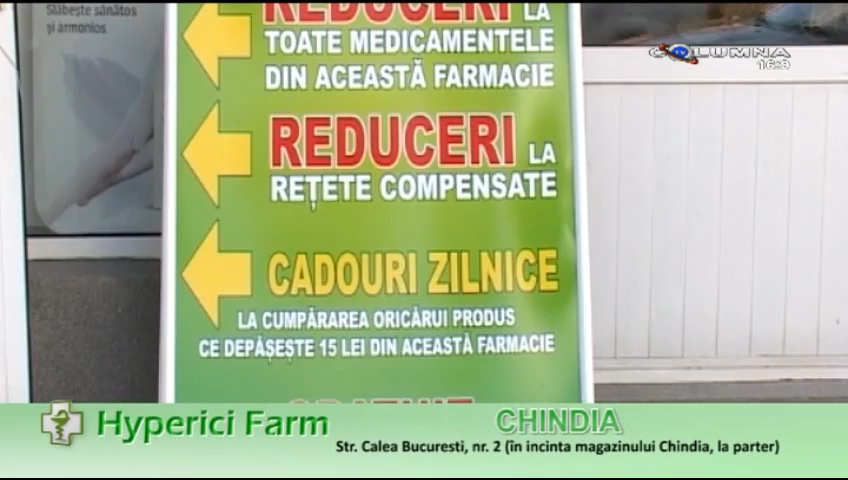 Slăbește sănătos
și armonios
REDUCERI LA
TOATE MEDICAMENTELE
DIN ACEASTĂ FARMACIE
REDUCERI LA
REȚETE COMPENSATE
CADOURI ZILNICE
LA CUMPĂRAREA ORICĂRUI PRODUS
CE DEPĂȘEȘTE 15 LEI DIN ACEASTĂ FARMACIE
COLUMNA
TV
16:9
Hyperici Farm
CHINDIA
Str. Calea Bucuresti, nr. 2 (în incinta magazinului Chindia, la parter)